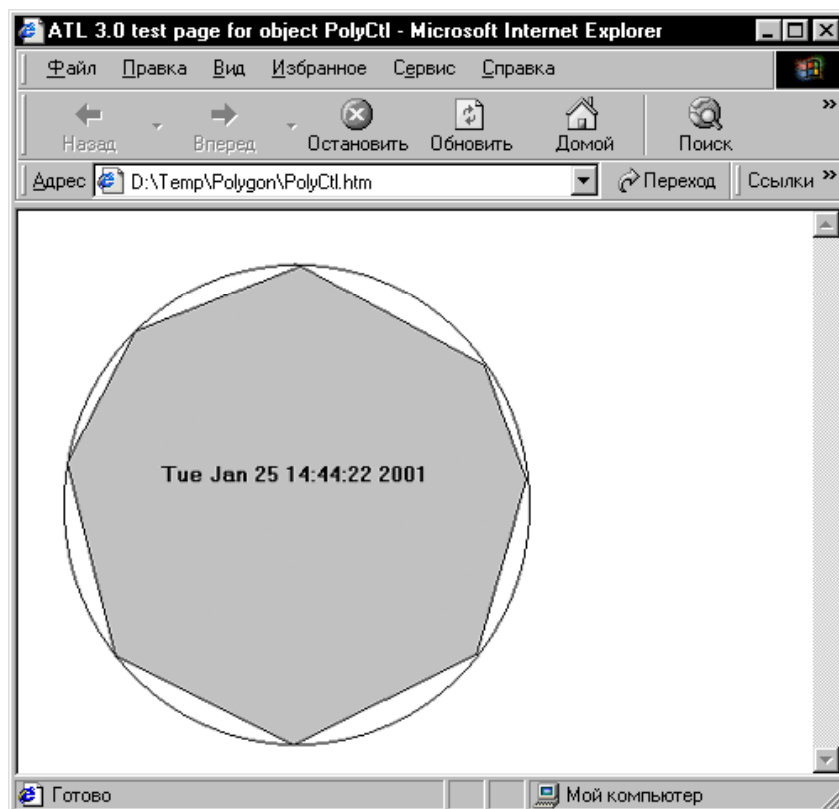 ATL 3.0 test page for object PolyCtl - Microsoft Internet Explorer
Файл Правка Вид Избранное Сервис Справка
Назад Вперед Остановить Обновить Домой Поиск »
Адрес D:\Temp\Polygon\PolyCtl.htm Переход Ссылки »
Tue Jan 25 14:44:22 2001
Готово Мой компьютер